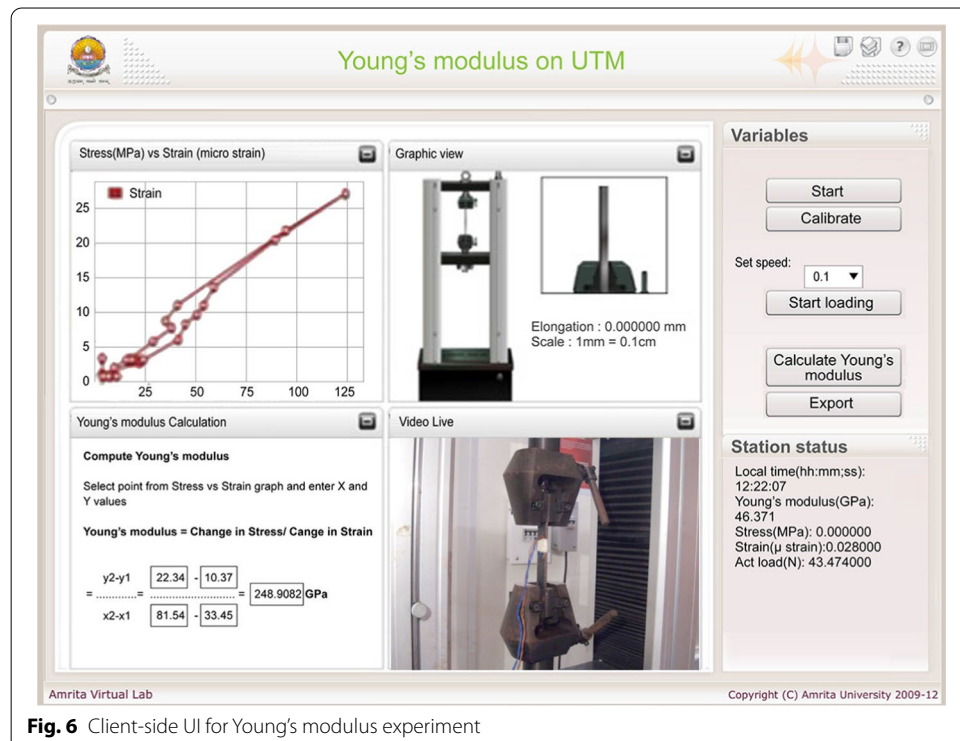 Young's modulus on UTM
?
Stress(MPa) vs Strain (micro strain)
Strain
25
20
15
10
5
0
25 50 75 100 125
Graphic view
Elongation : 0.000000 mm
Scale : 1mm = 0.1cm
Young's modulus Calculation
Compute Young's modulus
Select point from Stress vs Strain graph and enter X and
Y values
Young's modulus = Change in Stress/ Cange in Strain
y2-y1 22.34 - 10.37
= ............ = ........................ = 248.9082 GPa
x2-x1 81.54 - 33.45
Video Live
Variables
Start
Calibrate
Set speed:
0.1
Start loading
Calculate Young's
modulus
Export
Station status
Local time(hh:mm;ss):
12:22:07
Young's modulus(GPa):
46.371
Stress(MPa): 0.000000
Strain(μ strain):0.028000
Act load(N): 43.474000
Amrita Virtual Lab
Copyright (C) Amrita University 2009-12
Fig. 6 Client-side UI for Young's modulus experiment